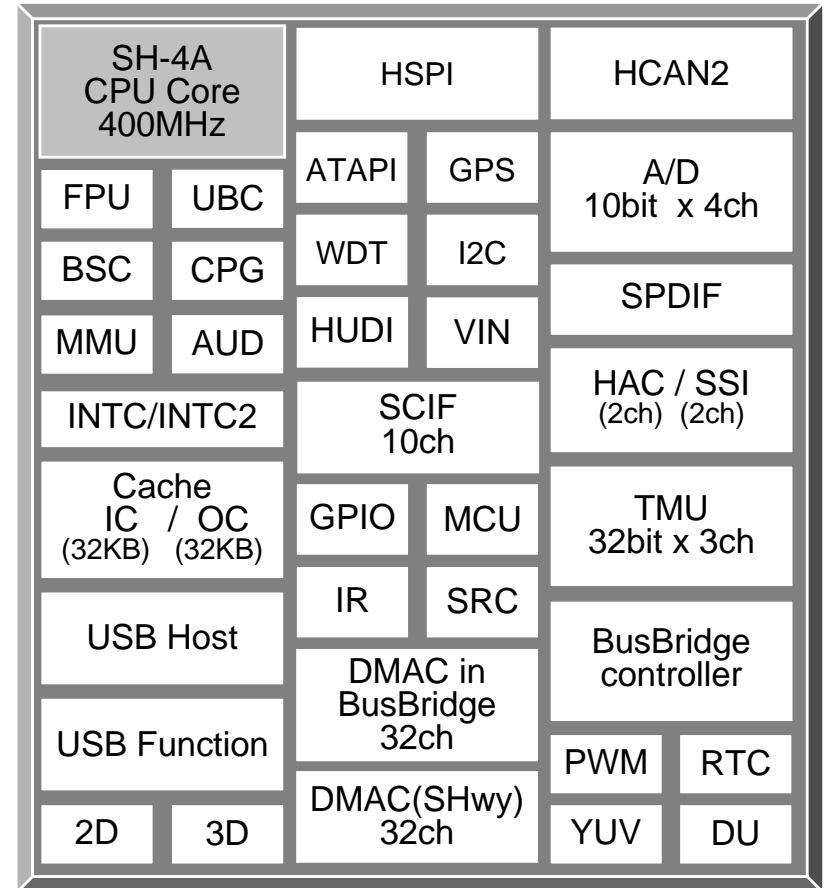 SH-4A
CPU Core
400MHz
FPU
UBC
BSC
CPG
MMU
AUD
INTC/INTC2
Cache
IC / OC
(32KB) (32KB)
USB Host
USB Function
2D
3D
HSPI
ATAPI
GPS
WDT
I2C
HUDI
VIN
SCIF
10ch
GPIO
MCU
IR
SRC
DMAC in
BusBridge
32ch
DMAC(SHwy)
32ch
HCAN2
A/D
10bit x 4ch
SPDIF
HAC / SSI
(2ch) (2ch)
TMU
32bit x 3ch
BusBridge
controller
PWM
RTC
YUV
DU